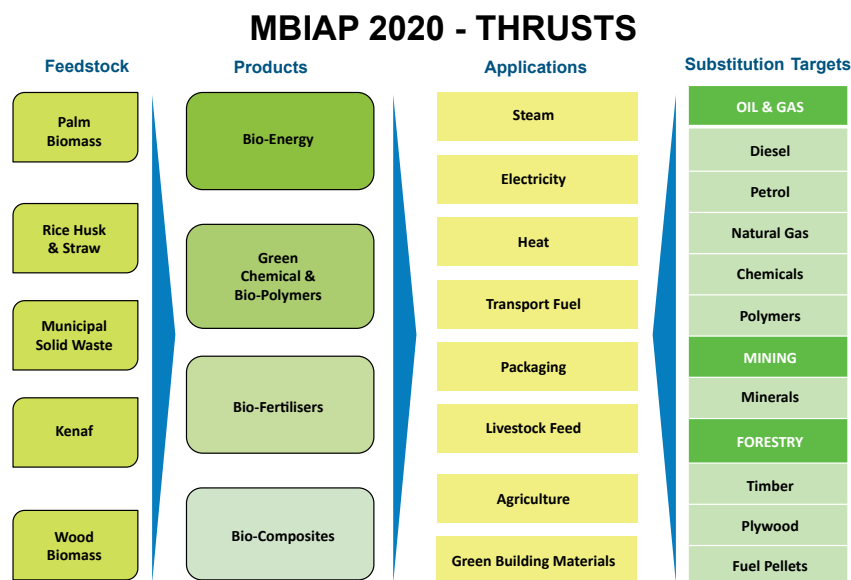 MBIAP 2020 - THRUSTS
Feedstock
Palm
Biomass
Rice Husk
& Straw
Municipal
Solid Waste
Kenaf
Wood
Biomass
Products
Bio-Energy
Green
Chemical &
Bio-Polymers
Bio-Fertilisers
Bio-Composites
Applications
Steam
Electricity
Heat
Transport Fuel
Packaging
Livestock Feed
Agriculture
Green Building Materials
Substitution Targets
OIL & GAS
Diesel
Petrol
Natural Gas
Chemicals
Polymers
MINING
Minerals
FORESTRY
Timber
Plywood
Fuel Pellets